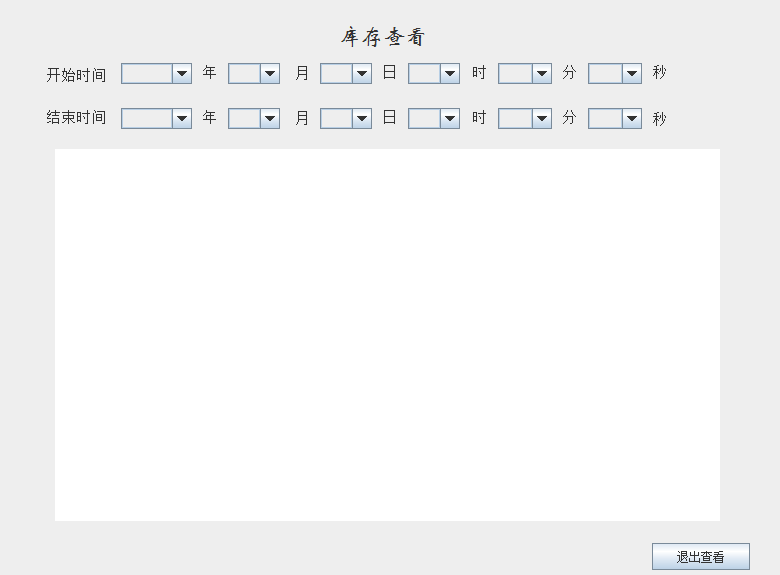 库存查看
开始时间 年 月 日 时 分 秒
结束时间 年 月 日 时 分 秒
退出查看